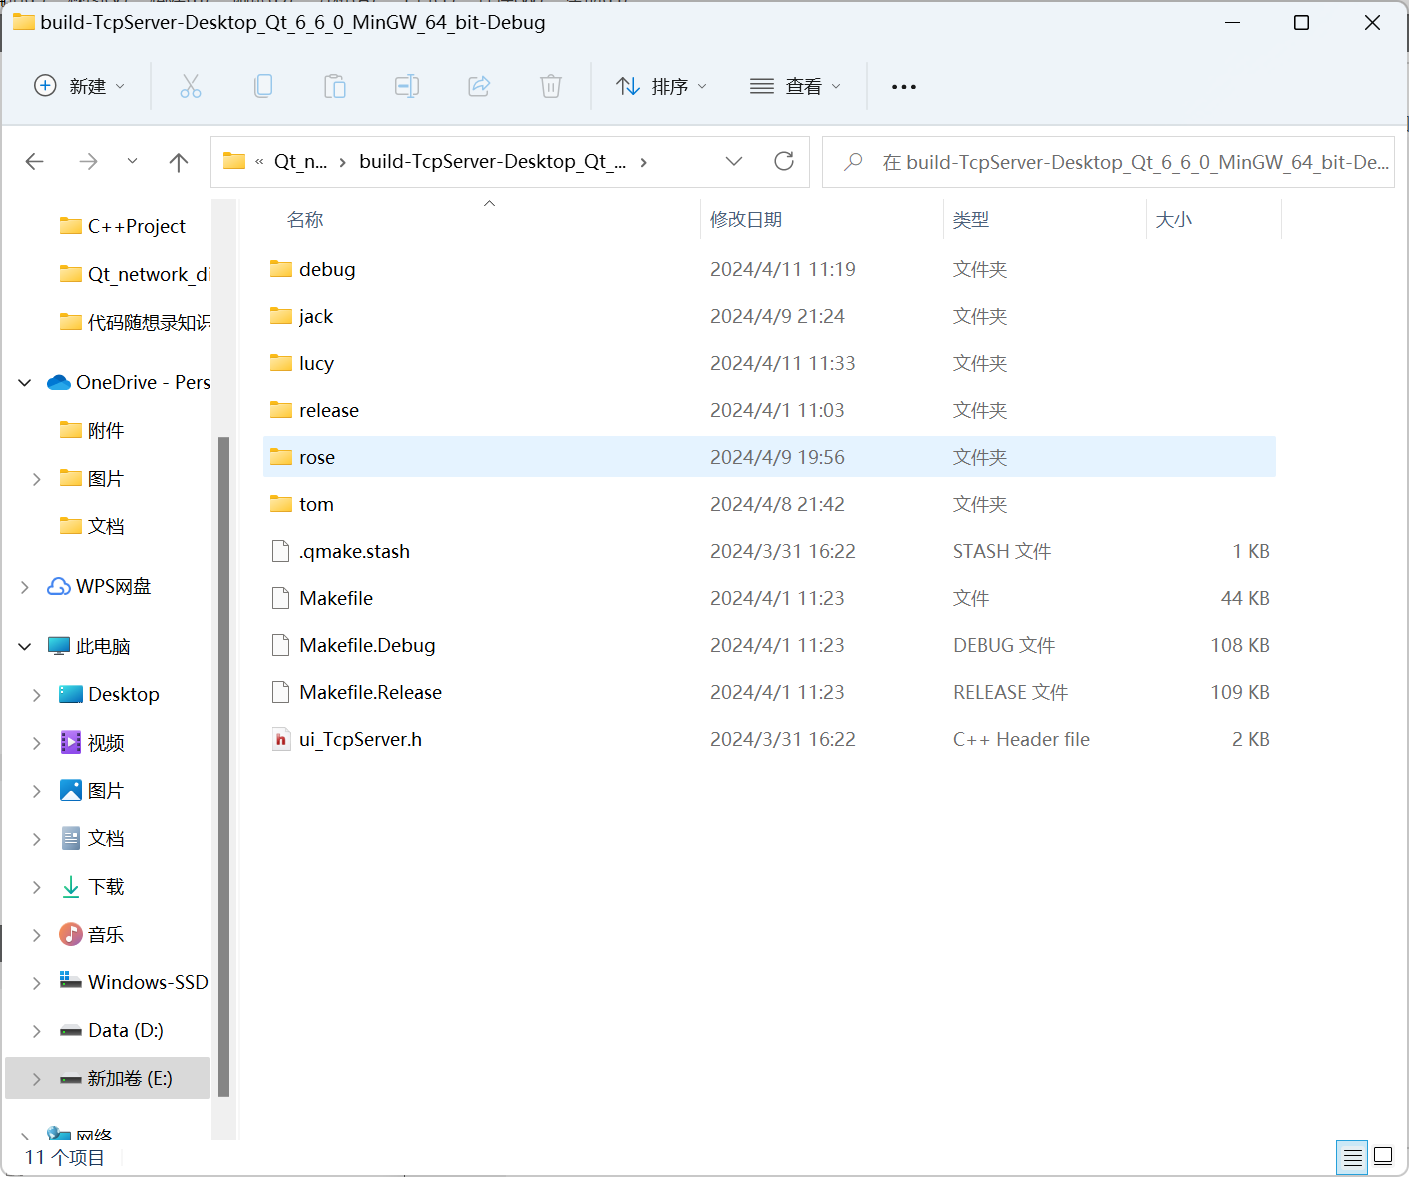 build-TcpServer-Desktop_Qt_6_6_0_MinGW_64_bit-Debug
新建 排序 查看 •••
« Qt_n... › build-TcpServer-Desktop_Qt_... › 在 build-TcpServer-Desktop_Qt_6_6_0_MinGW_64_bit-De...
C++Project
Qt_network_di
代码随想录知识
OneDrive - Pers
附件
图片
文档
WPS网盘
此电脑
Desktop
视频
图片
文档
下载
音乐
Windows-SSD
Data (D:)
新加卷 (E:)
网络
名称 修改日期 类型 大小
debug 2024/4/11 11:19 文件夹
jack 2024/4/9 21:24 文件夹
lucy 2024/4/11 11:33 文件夹
release 2024/4/1 11:03 文件夹
rose 2024/4/9 19:56 文件夹
tom 2024/4/8 21:42 文件夹
.qmake.stash 2024/3/31 16:22 STASH 文件 1 KB
Makefile 2024/4/1 11:23 文件 44 KB
Makefile.Debug 2024/4/1 11:23 DEBUG 文件 108 KB
Makefile.Release 2024/4/1 11:23 RELEASE 文件 109 KB
ui_TcpServer.h 2024/3/31 16:22 C++ Header file 2 KB
11 个项目